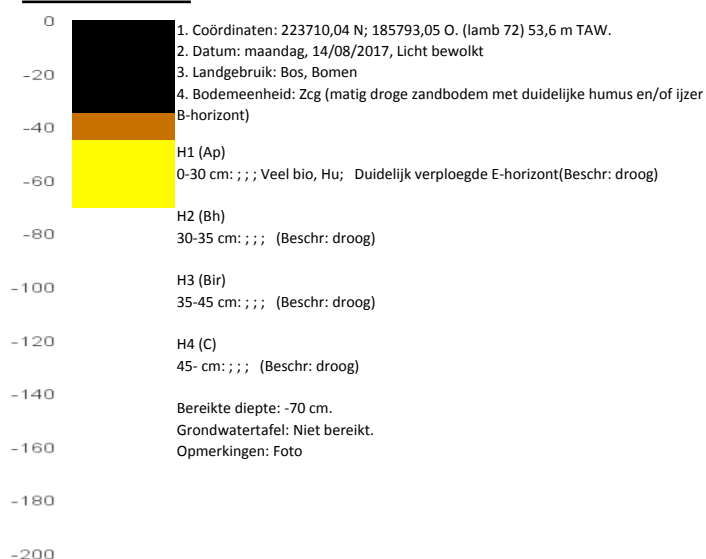 0
-20
-40
-60
-80
-100
-120
-140
-160
-180
-200
1. Coördinaten: 223710,04 N; 185793,05 O. (lamb 72) 53,6 m TAW.
2. Datum: maandag, 14/08/2017, Licht bewolkt
3. Landgebruik: Bos, Bomen
4. Bodemeenheid: Zcg (matig droge zandbodem met duidelijke humus en/of ijzer
B-horizont)
H1 (Ap)
0-30 cm: ; ; ; Veel bio, Hu; Duidelijk verploegde E-horizont(Beschr: droog)
H2 (Bh)
30-35 cm: ; ; ; (Beschr: droog)
H3 (Bir)
35-45 cm: ; ; ; (Beschr: droog)
H4 (C)
45- cm: ; ; ; (Beschr: droog)
Bereikte diepte: -70 cm.
Grondwatertafel: Niet bereikt.
Opmerkingen: Foto